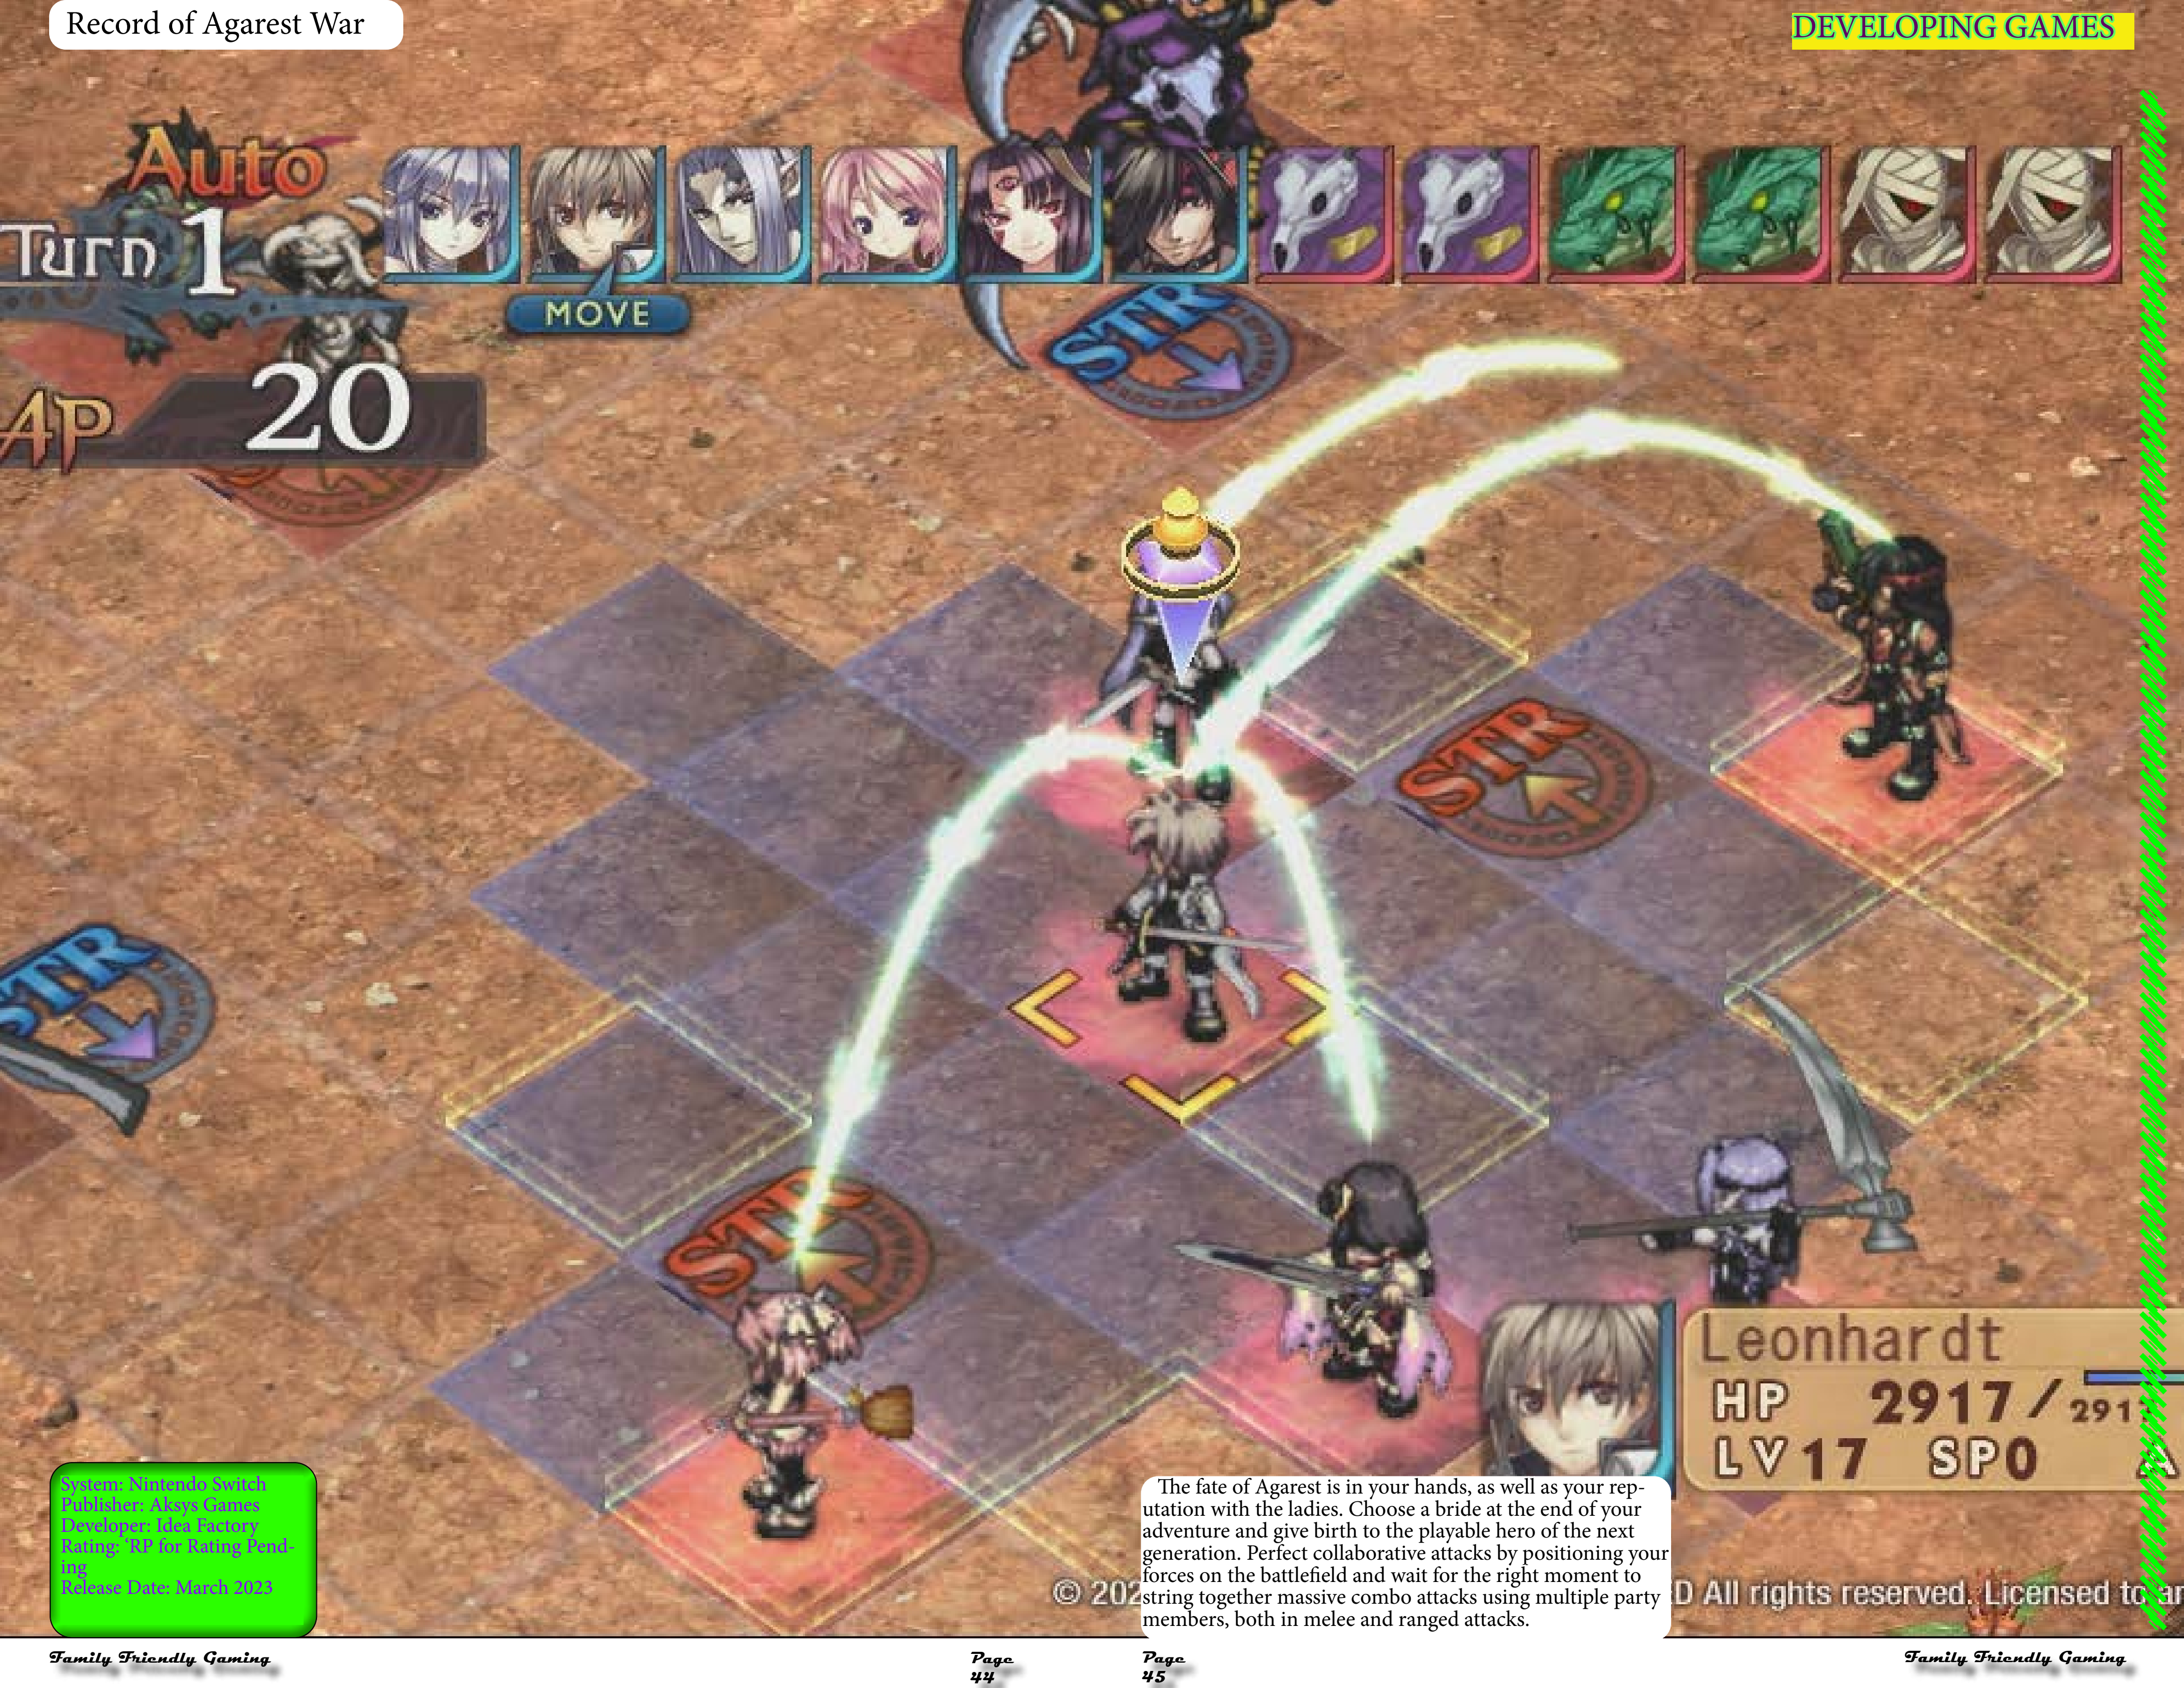 Record of Agarest War
DEVELOPING GAMES
Auto
Turn 1
MOVE
AP 20
STR
STR
STR
STR
Leonhardt
HP 2917/291
LV 17 SP0
System: Nintendo Switch
Publisher: Aksys Games
Developer: Idea Factory
Rating: ‘RP for Rating Pend-
ing
Release Date: March 2023
The fate of Agarest is in your hands, as well as your rep-
utation with the ladies. Choose a bride at the end of your
adventure and give birth to the playable hero of the next
generation. Perfect collaborative attacks by positioning your
forces on the battlefield and wait for the right moment to
string together massive combo attacks using multiple party
members, both in melee and ranged attacks.
© 202
D All rights reserved. Licensed to
Family Friendly Gaming
Page
44
Page
45
Family Friendly Gaming